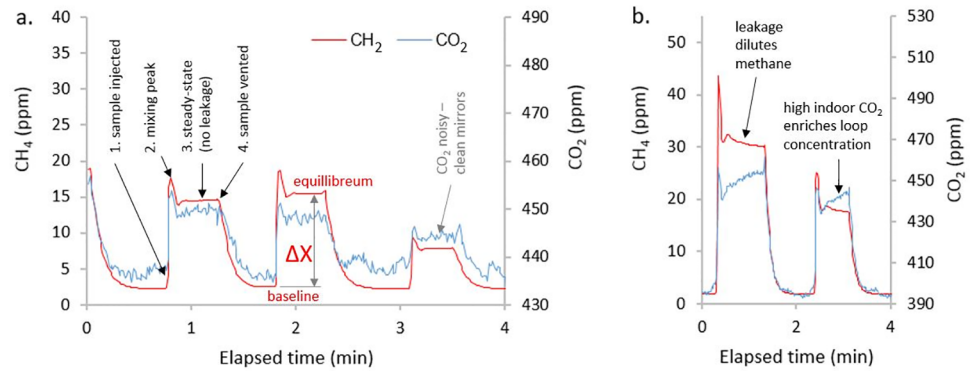 a.
40
35
30
25
20
15
10
5
0
CH4 (ppm)
490
480
470
460
450
440
430
CO2 (ppm)
CH2
CO2
1. sample injected
2. mixing peak
3. steady-state
(no leakage)
4. sample vented
equillibreum
ΔX
baseline
CO2 noisy –
clean mirrors
0
1
2
3
4
Elapsed time (min)
b.
50
40
30
20
10
0
CH4 (ppm)
530
510
490
470
450
430
410
390
CO2 (ppm)
leakage
dilutes
methane
high indoor CO2
enriches loop
concentration
0
2
4
Elapsed time (min)